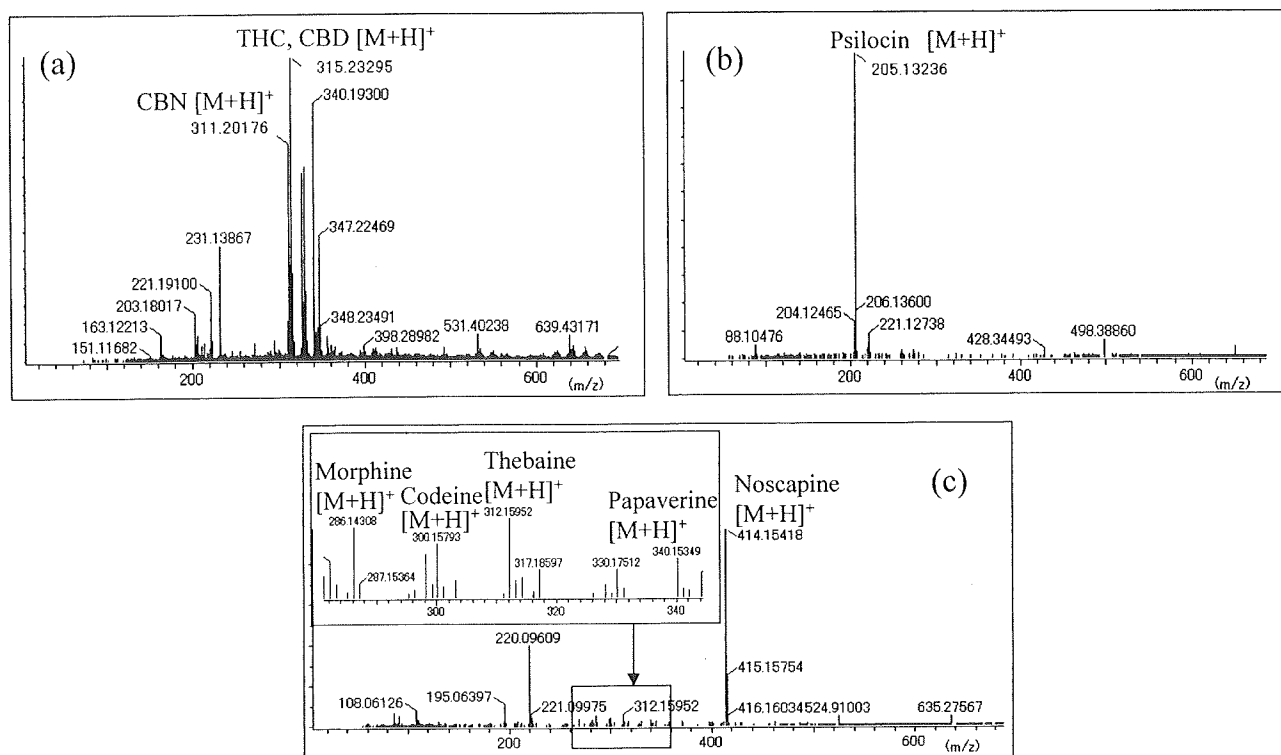 (a)
THC, CBD [M+H]+
315.23295
340.19300
CBN [M+H]+
311.20176
347.22469
231.13867
221.19100
203.18017
163.12213
151.11682
348.23491
398.28982
531.40238
639.43171
200
400
600
(m/z)
(b)
Psilocin [M+H]+
205.13236
204.12465
206.13600
221.12738
88.10476
428.34493
498.38860
200
400
600
(m/z)
(c)
Morphine
[M+H]+
286.14308
287.15364
Codeine
[M+H]+
300.15793
Thebaine
[M+H]+
312.15952
317.18597
Papaverine
[M+H]+
330.17512
340.15349
300
320
340
Noscapine
[M+H]+
414.15418
220.09609
415.15754
108.06126
195.06397
221.09975
312.15952
416.16034524.91003
635.27567
200
400
600
(m/z)